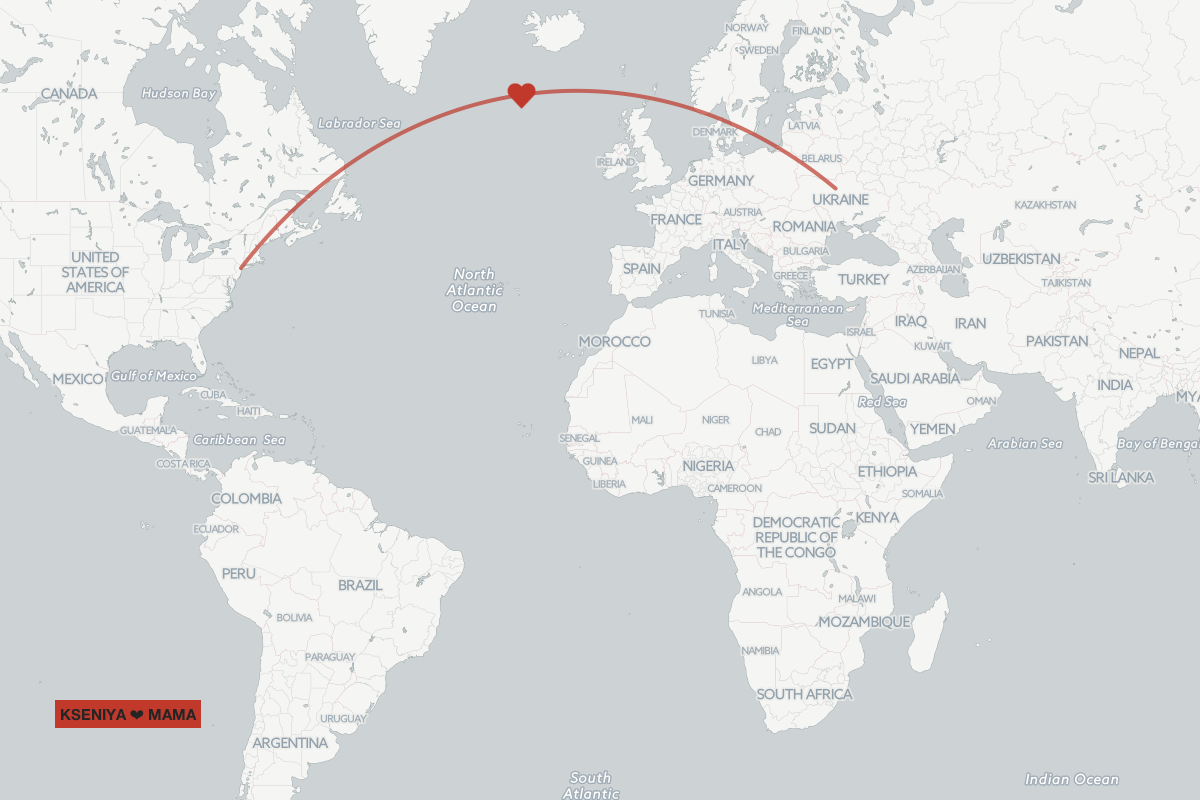 NORWAY
FINLAND
SWEDEN
CANADA
Hudson Bay
Labrador Sea
LATVIA
DENMARK
BELARUS
IRELAND
GERMANY
UKRAINE
KAZAKHSTAN
FRANCE
AUSTRIA
ROMANIA
ITALY
BULGARIA
UNITED
STATES OF
AMERICA
North
Atlantic
Ocean
SPAIN
GREECE
TURKEY
AZERBAIJAN
UZBEKISTAN
TAJIKISTAN
TUNISIA
Mediterranean
Sea
ISRAEL
IRAQ
IRAN
MOROCCO
KUWAIT
PAKISTAN
NEPAL
LIBYA
EGYPT
MEXICO
Gulf of Mexico
SAUDI ARABIA
INDIA
CUBA
HAITI
Red Sea
OMAN
MYA
MALI
NIGER
CHAD
SUDAN
YEMEN
GUATEMALA
Caribbean Sea
SENEGAL
Arabian Sea
Bay of Bengal
COSTA RICA
GUINEA
NIGERIA
ETHIOPIA
LIBERIA
CAMEROON
SOMALIA
SRI LANKA
COLOMBIA
ECUADOR
DEMOCRATIC
REPUBLIC OF
THE CONGO
KENYA
PERU
BRAZIL
ANGOLA
MALAWI
BOLIVIA
MOZAMBIQUE
PARAGUAY
NAMIBIA
SOUTH AFRICA
KSENIYA ❤ MAMA
URUGUAY
ARGENTINA
South
Atlantic
Indian Ocean